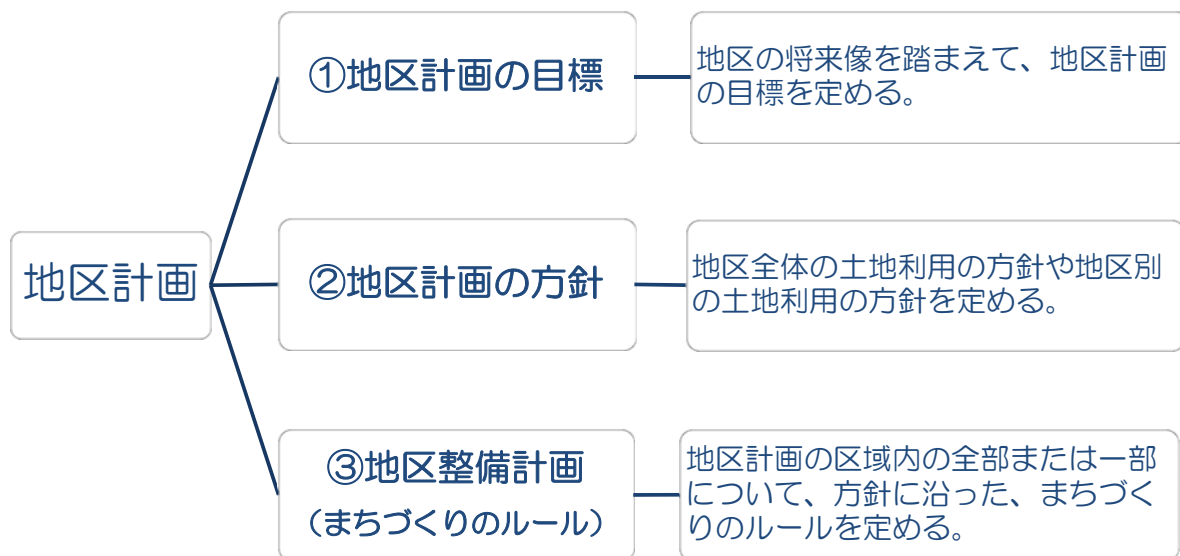 地区計画
①地区計画の目標
地区の将来像を踏まえて、地区計画
の目標を定める。
②地区計画の方針
地区全体の土地利用の方針や地区別
の土地利用の方針を定める。
③地区整備計画
（まちづくりのルール）
地区計画の区域内の全部または一部
について、方針に沿った、まちづく
りのルールを定める。